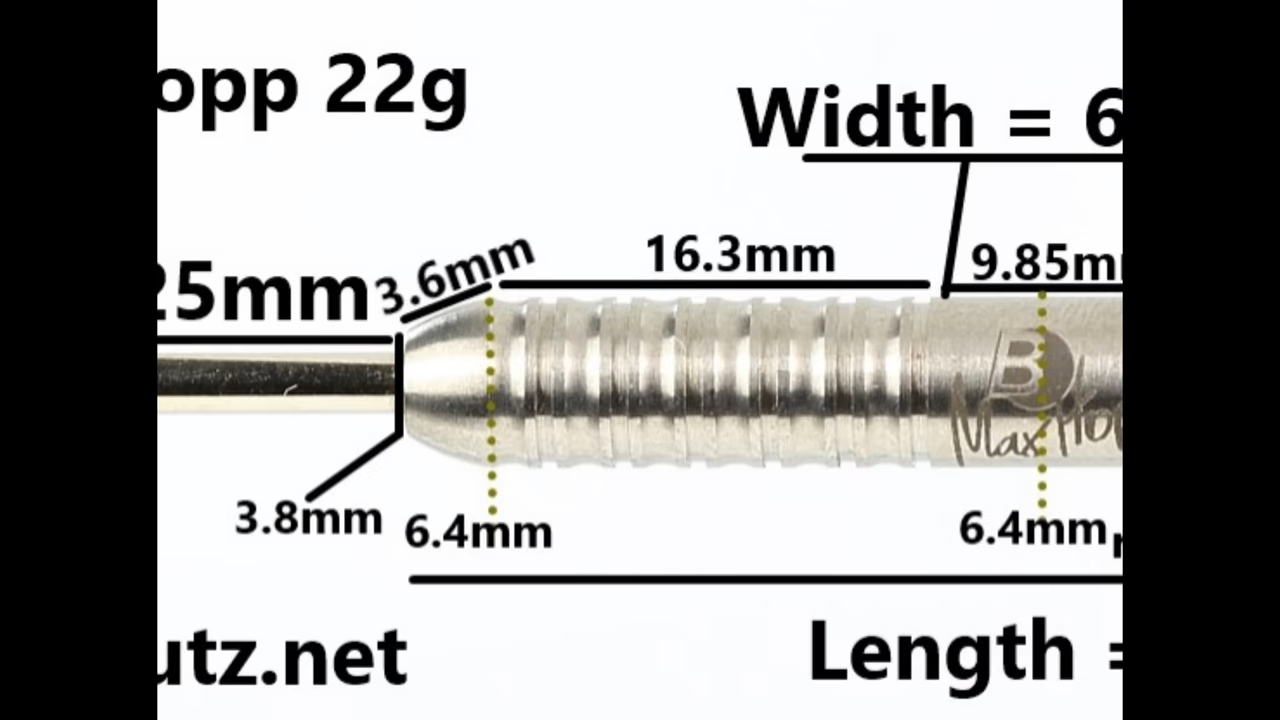 opp 22g
Width = 6
25mm
3.6mm
16.3mm
9.85m
B
Max Hop
3.8mm
6.4mm
6.4mm
utz.net
Length =